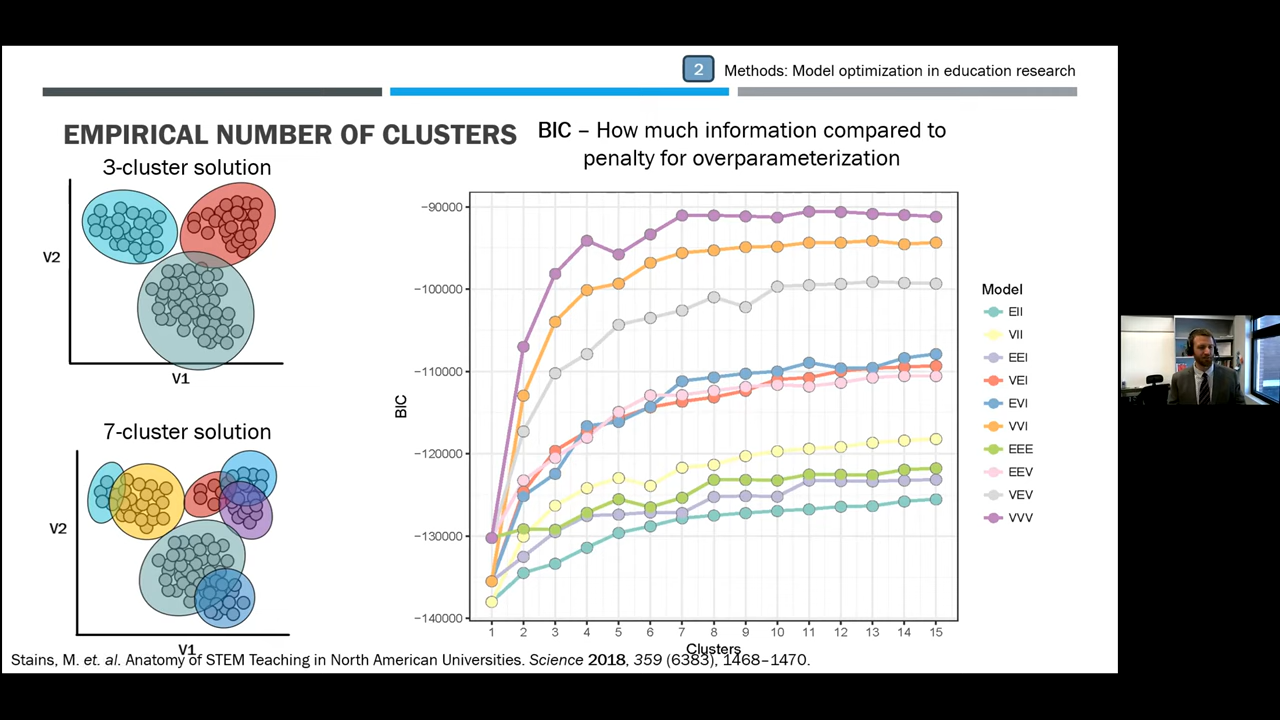 2
Methods: Model optimization in education research
EMPIRICAL NUMBER OF CLUSTERS
BIC – How much information compared to
penalty for overparameterization
3-cluster solution
V2
V1
7-cluster solution
V2
V1
BIC
−90000
−100000
−110000
−120000
−130000
−140000
1 2 3 4 5 6 7 8 9 10 11 12 13 14 15
Clusters
Model
EII
VII
EEI
VEI
EVI
VVI
EEE
EEV
VEV
VVV
Stains, M. et. al. Anatomy of STEM Teaching in North American Universities. Science 2018, 359 (6383), 1468–1470.